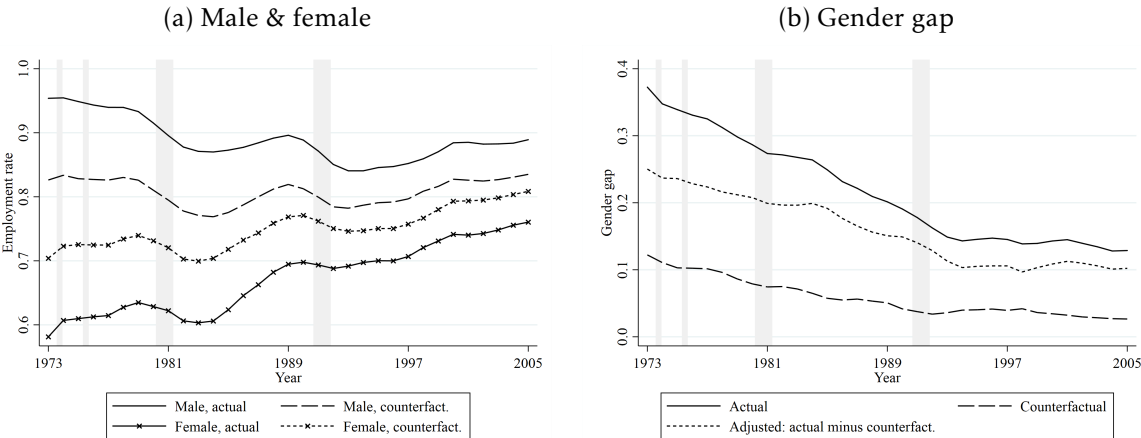 (a) Male & female
(b) Gender gap
1.0
0.9
0.8
0.7
0.6
Employment rate
1973
1981
1989
1997
2005
Year
Male, actual
Male, counterfact.
Female, actual
Female, counterfact.
0.4
0.3
0.2
0.1
0.0
Gender gap
1973
1981
1989
1997
2005
Year
Actual
Counterfactual
Adjusted: actual minus counterfact.